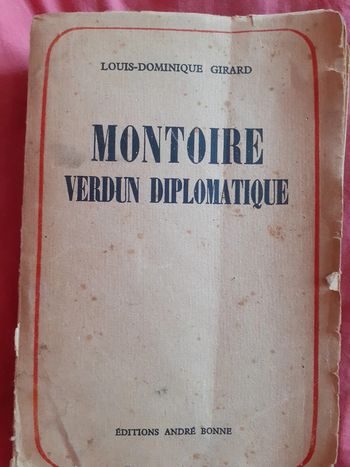 LOUIS-DOMINIQUE GIRARD
MONTOIRE
VERDUN DIPLOMATIQUE
ÉDITIONS ANDRÉ BONNE